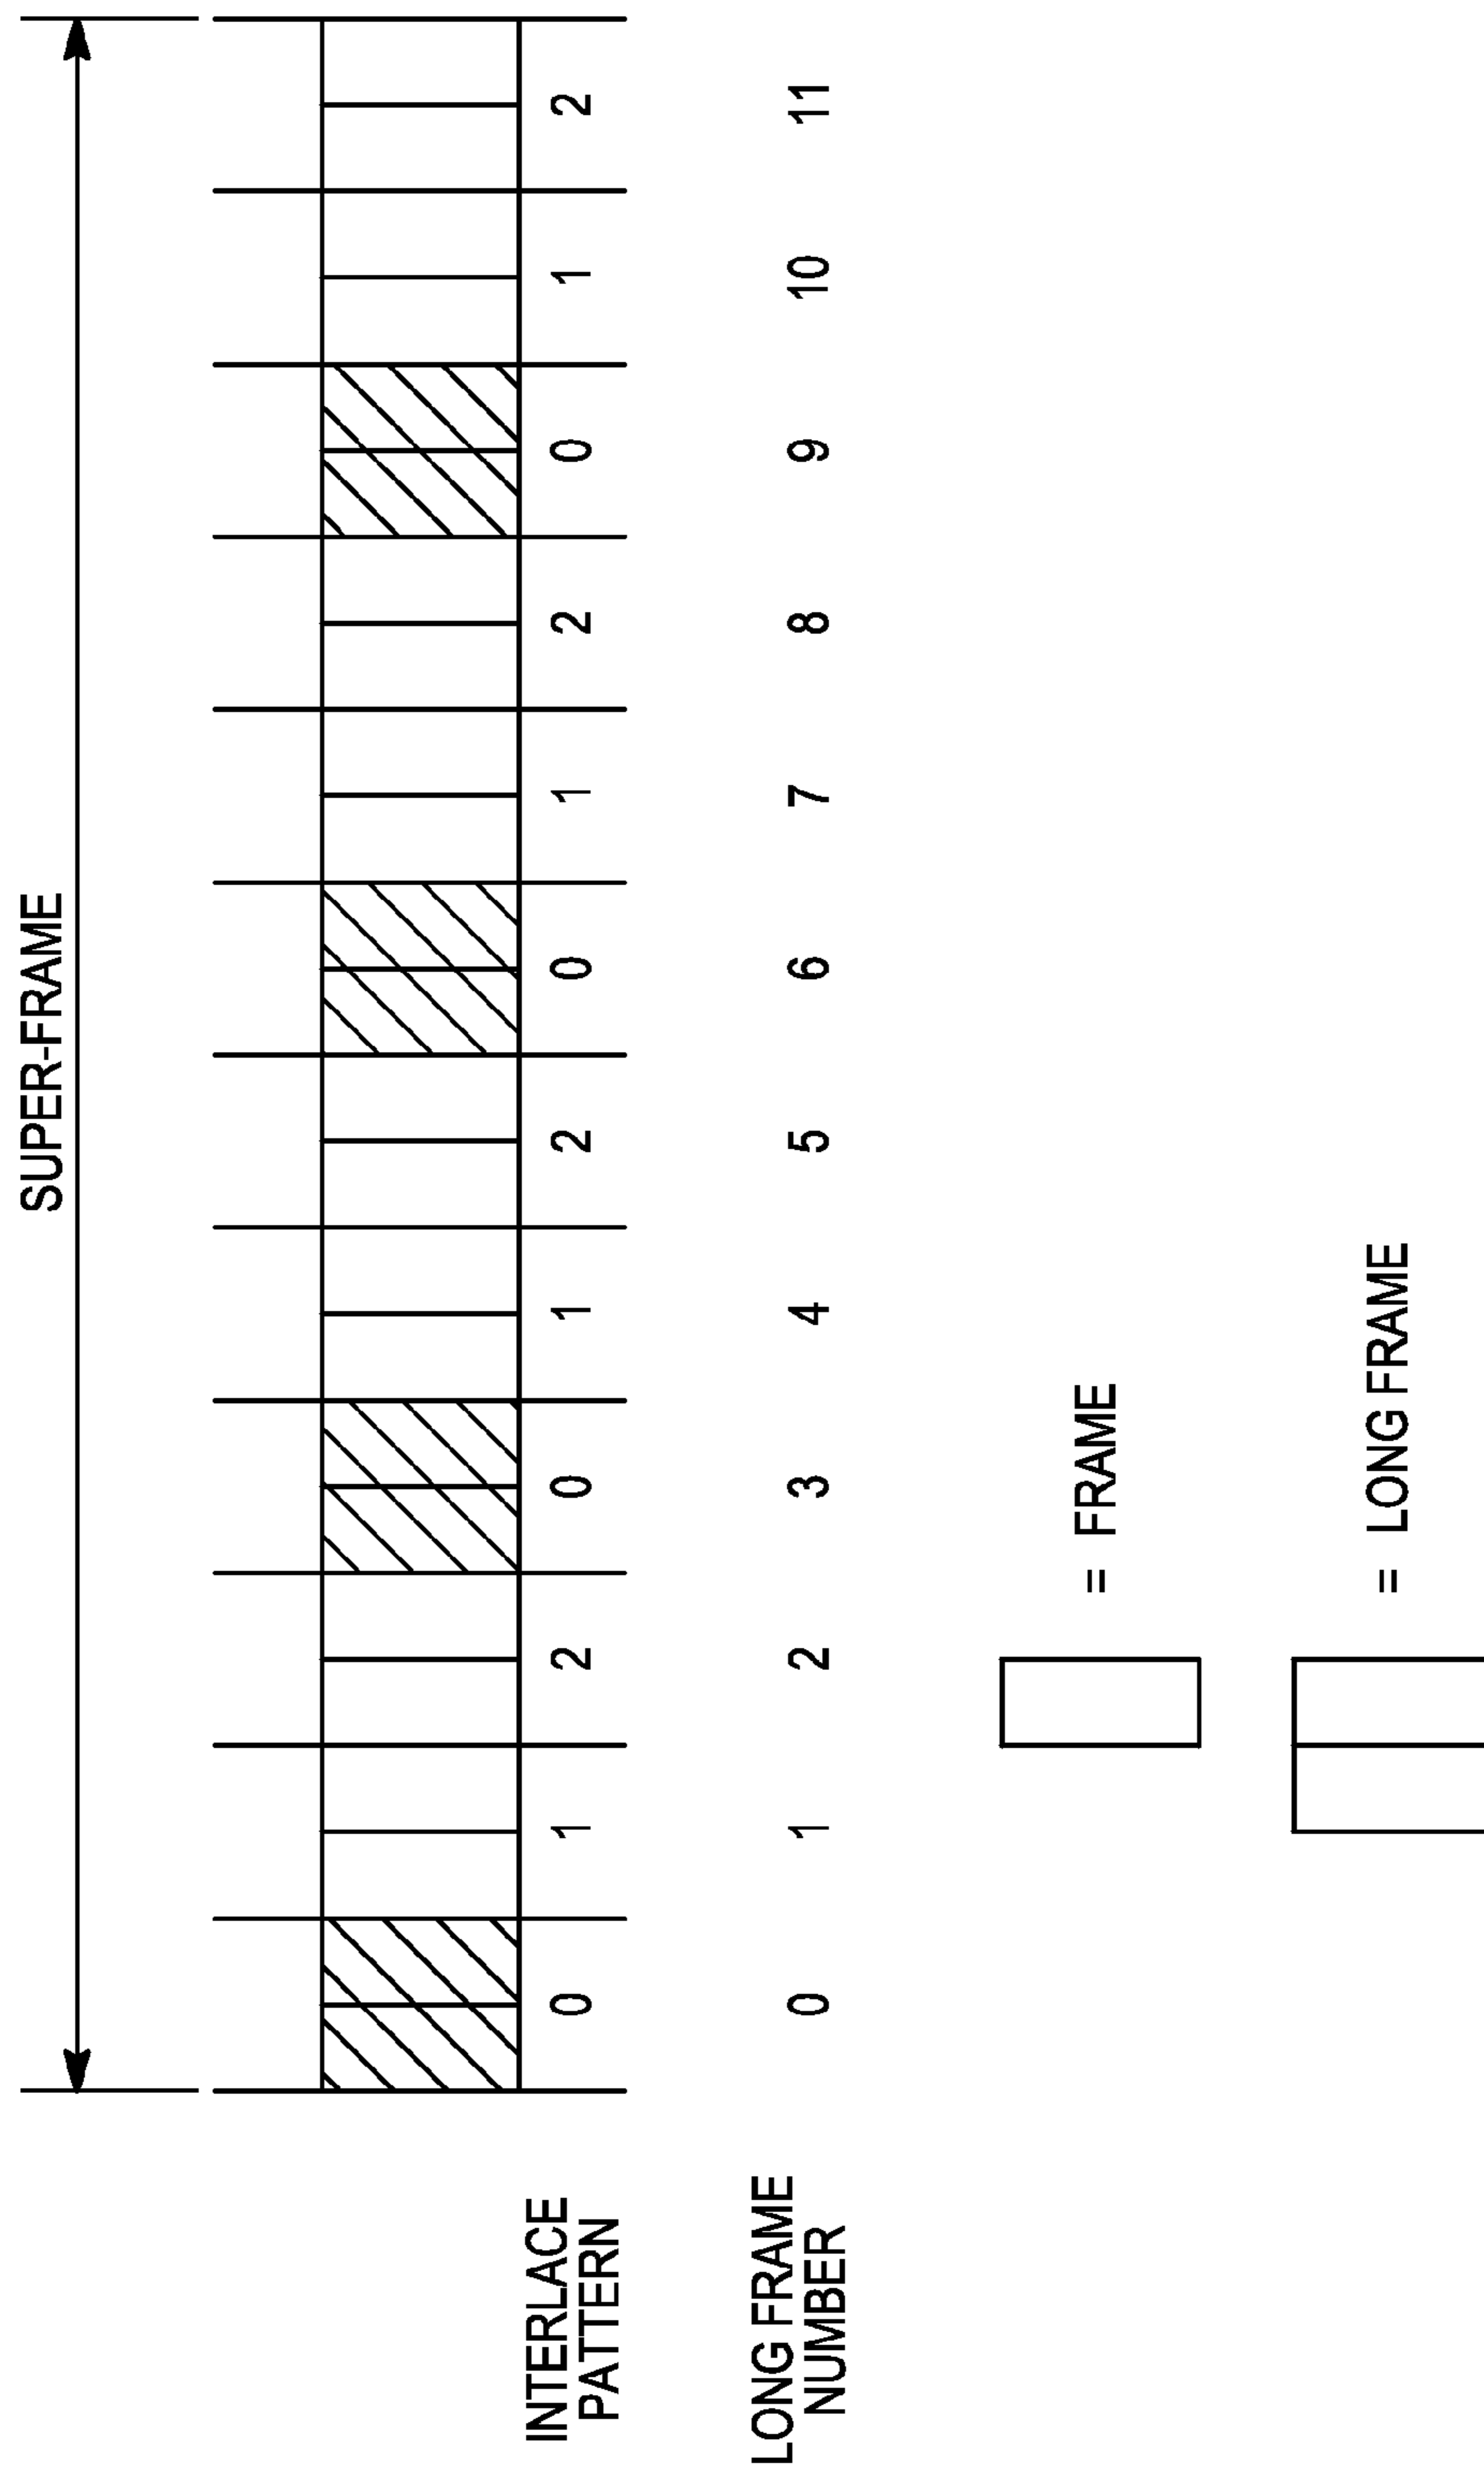 SUPER-FRAME
INTERLACE
PATTERN
0 1 2 0 1 2 0 1 2 0 1 2
LONG FRAME
NUMBER
0 1 2 3 4 5 6 7 8 9 10 11
= FRAME
= LONG FRAME